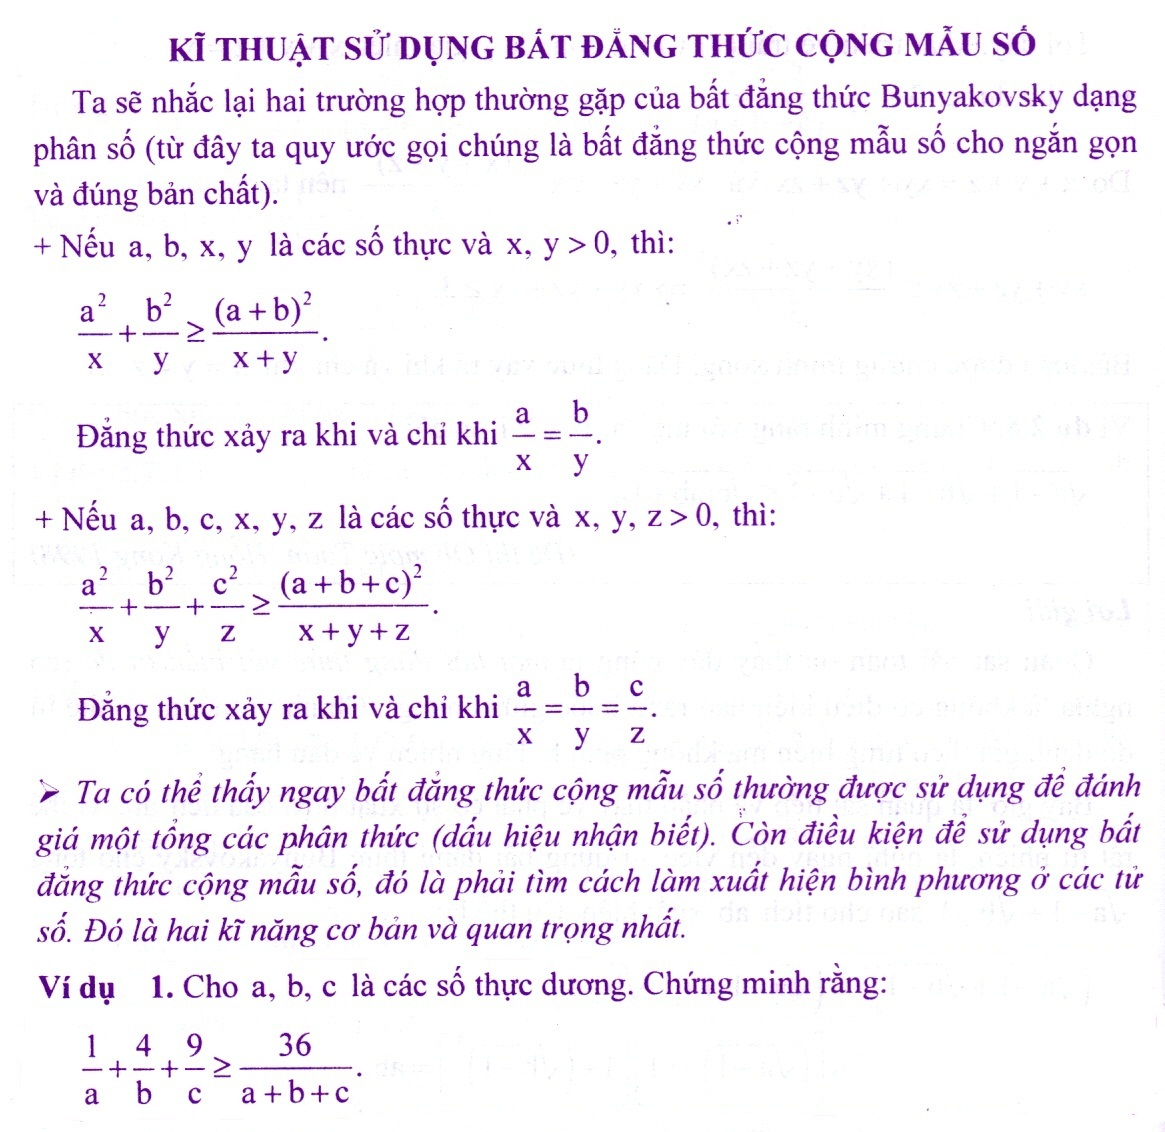 KĨ THUẬT SỬ DỤNG BẤT ĐẲNG THỨC CỘNG MẪU SỐ
Ta sẽ nhắc lại hai trường hợp thường gặp của bất đẳng thức Bunyakovsky dạng
phân số (từ đây ta quy ước gọi chúng là bất đẳng thức cộng mẫu số cho ngắn gọn
và đúng bản chất).
+ Nếu a, b, x, y là các số thực và x, y > 0, thì:
a²/x + b²/y ≥ (a + b)²/(x + y).
Đẳng thức xảy ra khi và chỉ khi a/x = b/y.
+ Nếu a, b, c, x, y, z là các số thực và x, y, z > 0, thì:
a²/x + b²/y + c²/z ≥ (a + b + c)²/(x + y + z).
Đẳng thức xảy ra khi và chỉ khi a/x = b/y = c/z.
➢ Ta có thể thấy ngay bất đẳng thức cộng mẫu số thường được sử dụng để đánh
giá một tổng các phân thức (dấu hiệu nhận biết). Còn điều kiện để sử dụng bất
đẳng thức cộng mẫu số, đó là phải tìm cách làm xuất hiện bình phương ở các tử
số. Đó là hai kĩ năng cơ bản và quan trọng nhất.
Ví dụ 1. Cho a, b, c là các số thực dương. Chứng minh rằng:
1/a + 4/b + 9/c ≥ 36/(a + b + c).